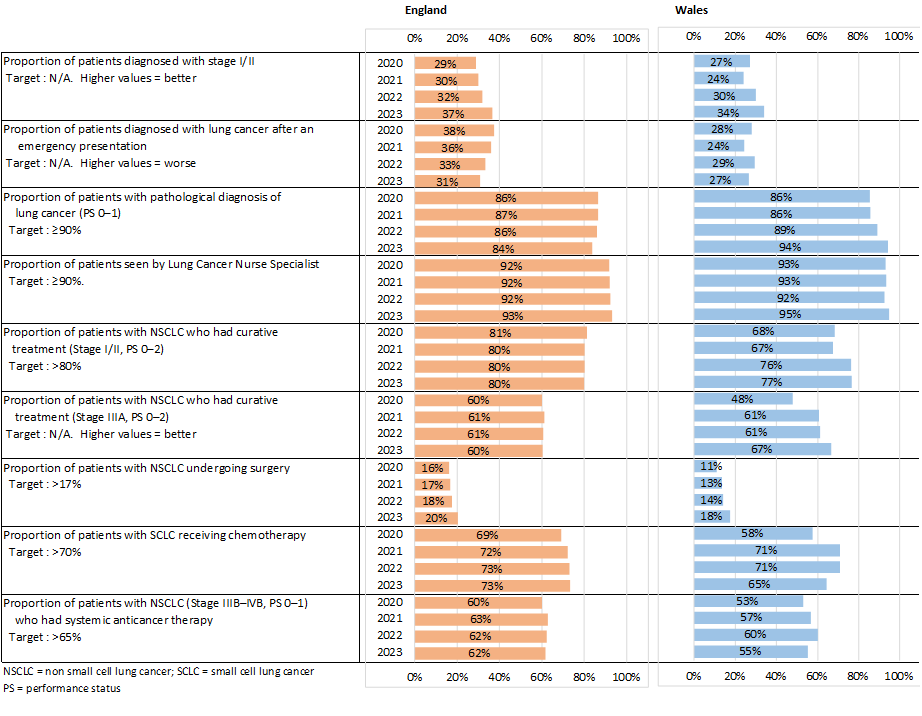 England Wales
0% 20% 40% 60% 80% 100% 0% 20% 40% 60% 80% 100%
Proportion of patients diagnosed with stage I/II 2020 29% 27%
Target : N/A. Higher values = better 2021 30% 24%
2022 32% 30%
2023 37% 34%
Proportion of patients diagnosed with lung cancer after an 2020 38% 28%
emergency presentation 2021 36% 24%
Target : N/A. Higher values = worse 2022 33% 29%
2023 31% 27%
Proportion of patients with pathological diagnosis of 2020 86% 86%
lung cancer (PS 0–1) 2021 87% 86%
Target : ≥90% 2022 86% 89%
2023 84% 94%
Proportion of patients seen by Lung Cancer Nurse Specialist 2020 92% 93%
Target : ≥90%. 2021 92% 93%
2022 92% 92%
2023 93% 95%
Proportion of patients with NSCLC who had curative 2020 81% 68%
treatment (Stage I/II, PS 0–2) 2021 80% 67%
Target : >80% 2022 80% 76%
2023 80% 77%
Proportion of patients with NSCLC who had curative 2020 60% 48%
treatment (Stage IIIA, PS 0–2) 2021 61% 61%
Target : N/A. Higher values = better 2022 61% 61%
2023 60% 67%
Proportion of patients with NSCLC undergoing surgery 2020 16% 11%
Target : >17% 2021 17% 13%
2022 18% 14%
2023 20% 18%
Proportion of patients with SCLC receiving chemotherapy 2020 69% 58%
Target : >70% 2021 72% 71%
2022 73% 71%
2023 73% 65%
Proportion of patients with NSCLC (Stage IIIB–IVB, PS 0–1) 2020 60% 53%
who had systemic anticancer therapy 2021 63% 57%
Target : >65% 2022 62% 60%
2023 62% 55%
NSCLC = non small cell lung cancer; SCLC = small cell lung cancer 0% 20% 40% 60% 80% 100% 0% 20% 40% 60% 80% 100%
PS = performance status